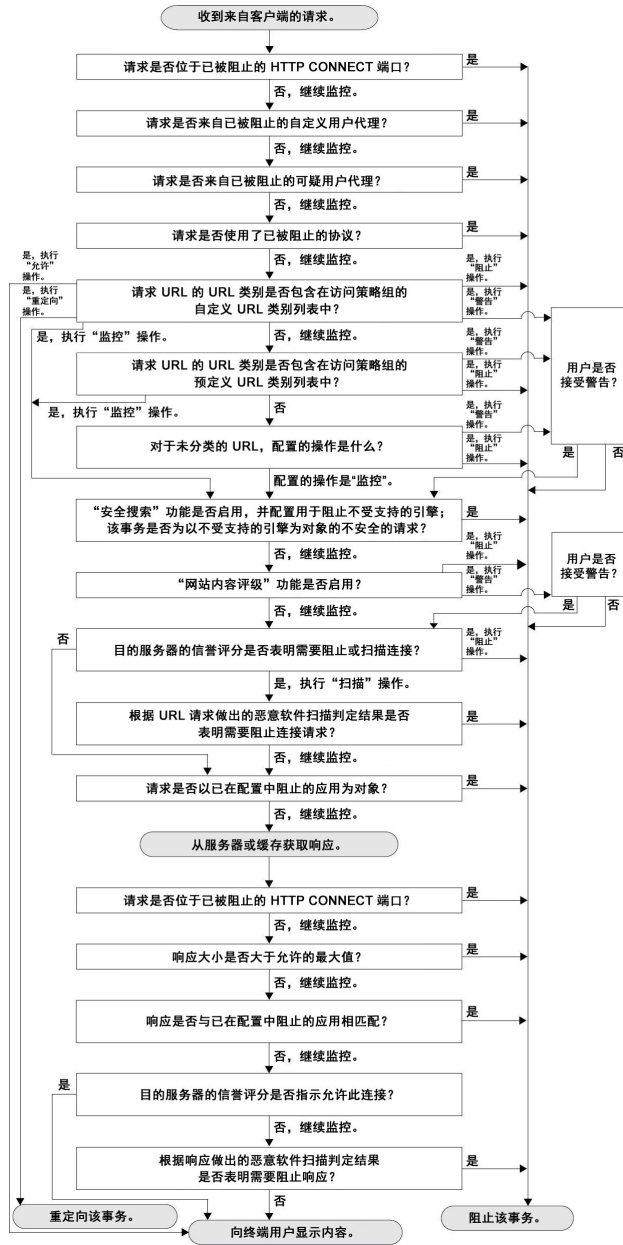 收到来自客户端的请求。
请求是否位于已被阻止的 HTTP CONNECT 端口？
是
否，继续监控。
请求是否来自已被阻止的自定义用户代理？
是
否，继续监控。
请求是否来自已被阻止的可疑用户代理？
是
否，继续监控。
请求是否使用了已被阻止的协议？
是
否，继续监控。
是，执行
“允许”
操作。
是，执行
“重定向”
操作。
是，执行
“阻止”
操作。
是，执行
“警告”
操作。
请求 URL 的 URL 类别是否包含在访问策略组的
自定义 URL 类别列表中？
是，执行“监控”操作。
否，继续监控。
是，执行
“警告”
操作。
是，执行
“阻止”
操作。
请求 URL 的 URL 类别是否包含在访问策略组的
预定义 URL 类别列表中？
用户是否
接受警告？
是，执行“监控”操作。
否
是，执行
“警告”
操作。
是，执行
“阻止”
操作。
对于未分类的 URL，配置的操作是什么？
是
否
配置的操作是“监控”。
“安全搜索”功能是否启用，并配置用于阻止不受支持的引擎；
该事务是否为以不受支持的引擎为对象的不安全的请求？
是
否，继续监控。
是，执行
“阻止”
操作。
是，执行
“警告”
操作。
“网站内容评级”功能是否启用？
用户是否
接受警告？
否，继续监控。
是
否
否
目的服务器的信誉评分是否表明需要阻止或扫描连接？
是，执行
“阻止”
操作。
是，执行“扫描”操作。
根据 URL 请求做出的恶意软件扫描判定结果是否
表明需要阻止连接请求？
是
否，继续监控。
请求是否以已在配置中阻止的应用为对象？
是
否，继续监控。
从服务器或缓存获取响应。
请求是否位于已被阻止的 HTTP CONNECT 端口？
是
否，继续监控。
响应大小是否大于允许的最大值？
是
否，继续监控。
响应是否与已在配置中阻止的应用相匹配？
是
否，继续监控。
是
目的服务器的信誉评分是否指示允许此连接？
否，继续监控。
根据响应做出的恶意软件扫描判定结果
是否表明需要阻止响应？
是
否
重定向该事务。
向终端用户显示内容。
阻止该事务。